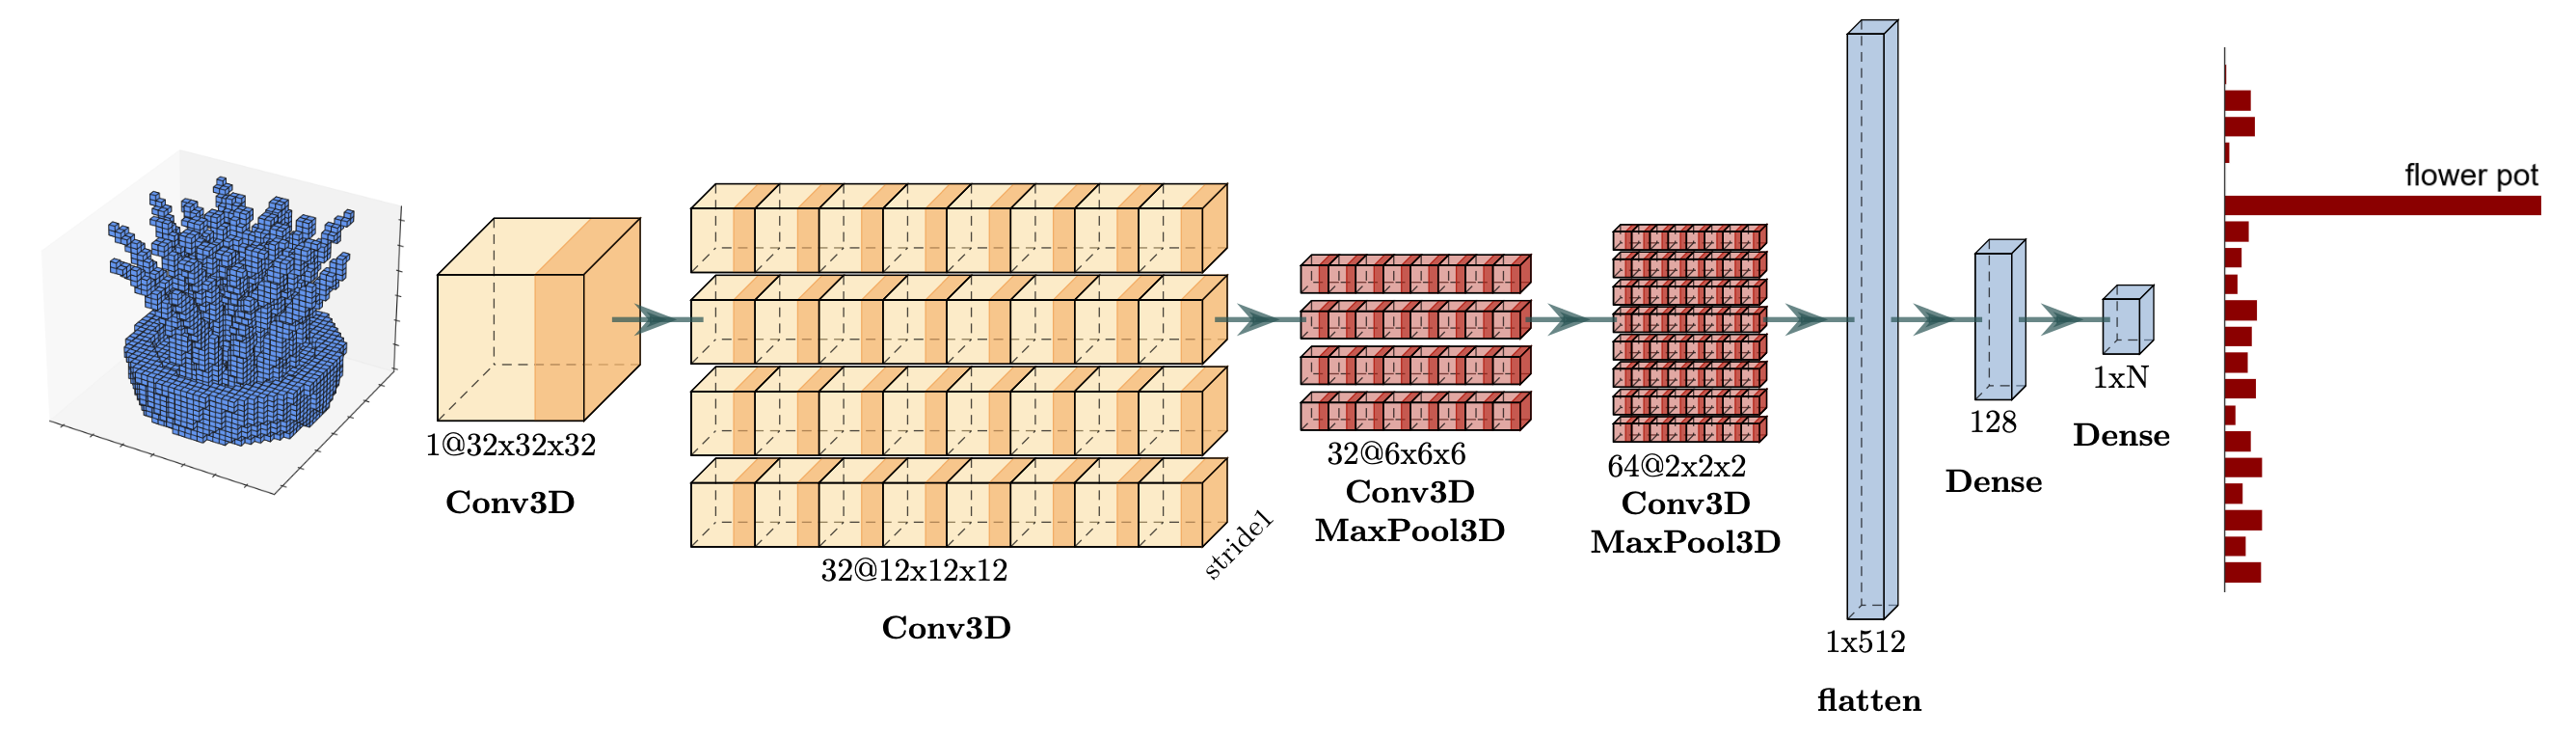 1@32x32x32
Conv3D
32@12x12x12
stride1
Conv3D
32@6x6x6
Conv3D
MaxPool3D
64@2x2x2
Conv3D
MaxPool3D
1x512
flatten
128
Dense
1xN
Dense
flower pot